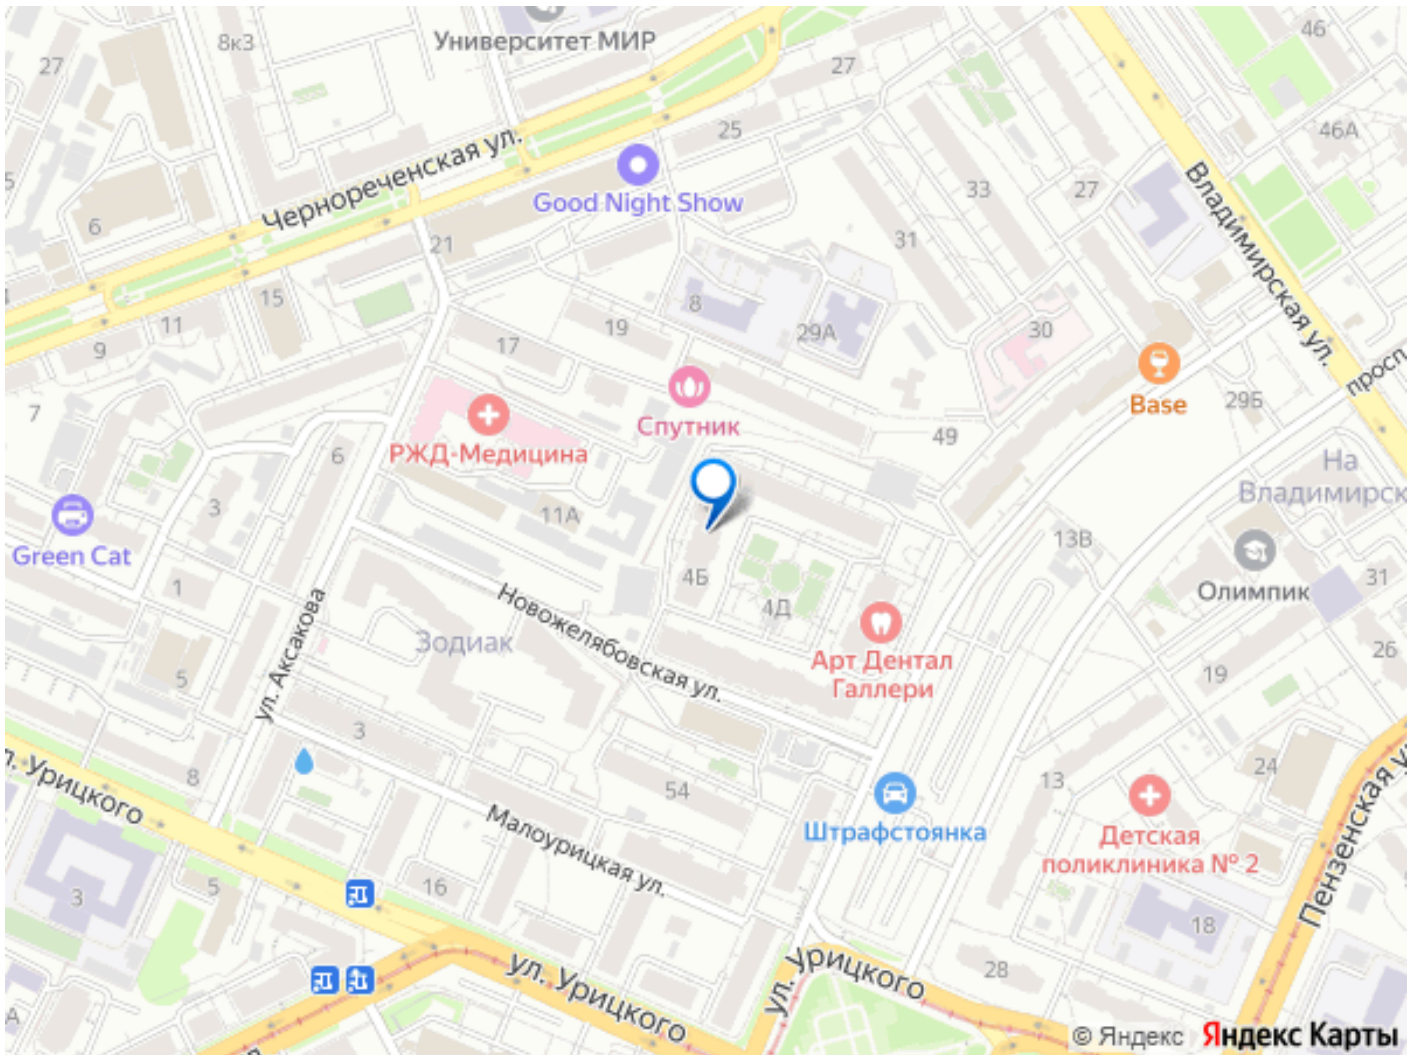 8к3
Университет МИР
46
27
27
46А
Чернореченская ул.
25
Владимирская ул.
Good Night Show
33
27
6
21
31
15
8
11
19
29А
30
9
17
просп
7
Спутник
Base
29Б
49
РЖД-Медицина
6
На
Владимирск
3
11А
Green Cat
13В
Олимпик
31
1
4Б
4Д
Новожелябовская ул.
Зодиак
ул. Аксакова
Арт Дентал
Галлери
5
19
26
3
8
54
13
24
л. Урицкого
Штрафстоянка
Малоурицкая ул.
Детская
поликлиника № 2
Пензенская у
16
5
3
18
ул. Урицкого
ул.
Урицкого
28
А
© Яндекс Яндекс Карты